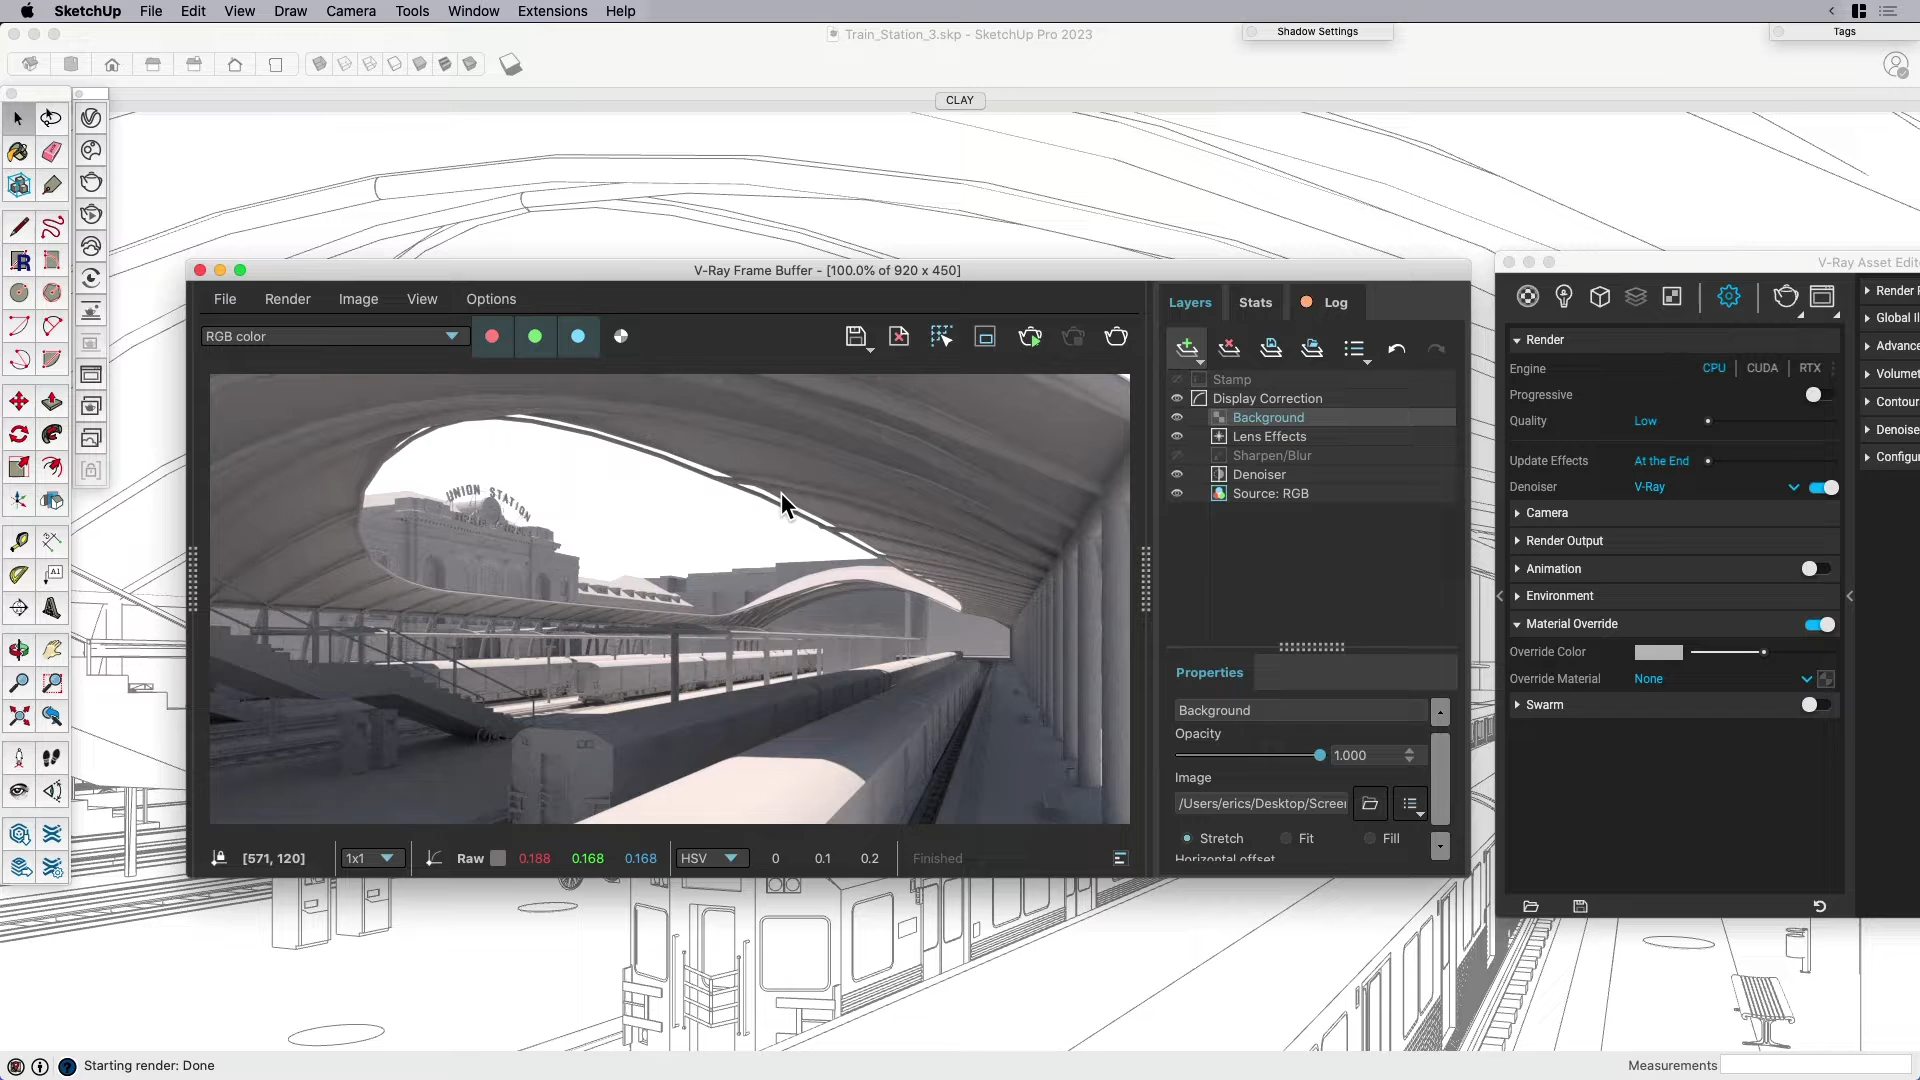 SketchUp File Edit View Draw Camera Tools Window Extensions Help
Train_Station_3.skp - SketchUp Pro 2023
Shadow Settings
Tags
CLAY
V-Ray Frame Buffer - [100.0% of 920 x 450]
File Render Image View Options
RGB color
UNION STATION
[571, 120] 1x1 Raw 0.188 0.168 0.168 HSV 0 0.1 0.2 Finished
Layers Stats Log
Stamp
Display Correction
Background
Lens Effects
Sharpen/Blur
Denoiser
Source: RGB
Properties
Background
Opacity
1.000
Image
/Users/erics/Desktop/Screen
Stretch Fit Fill
Horizontal offset
V-Ray Asset Edit
Render
Engine CPU CUDA RTX
Progressive
Quality Low
Update Effects At the End
Denoiser V-Ray
Camera
Render Output
Animation
Environment
Material Override
Override Color
Override Material None
Swarm
Render
Global Il
Advance
Volumet
Contour
Denoise
Configu
A1
Starting render: Done
Measurements